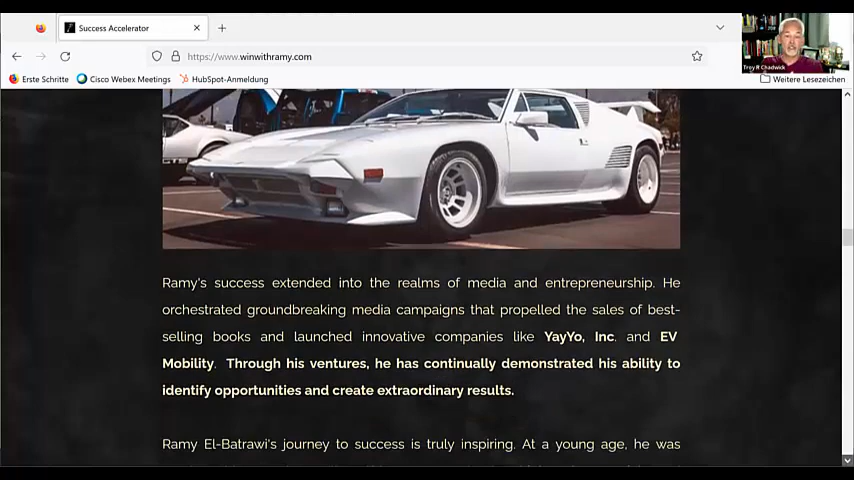 Success Accelerator
https://www.winwithramy.com
Troy R Chadwick
Erste Schritte
Cisco Webex Meetings
HubSpot-Anmeldung
Weitere Lesezeichen
Ramy's success extended into the realms of media and entrepreneurship. He
orchestrated groundbreaking media campaigns that propelled the sales of best-
selling books and launched innovative companies like YayYo, Inc. and EV
Mobility. Through his ventures, he has continually demonstrated his ability to
identify opportunities and create extraordinary results.
Ramy El-Batrawi's journey to success is truly inspiring. At a young age, he was